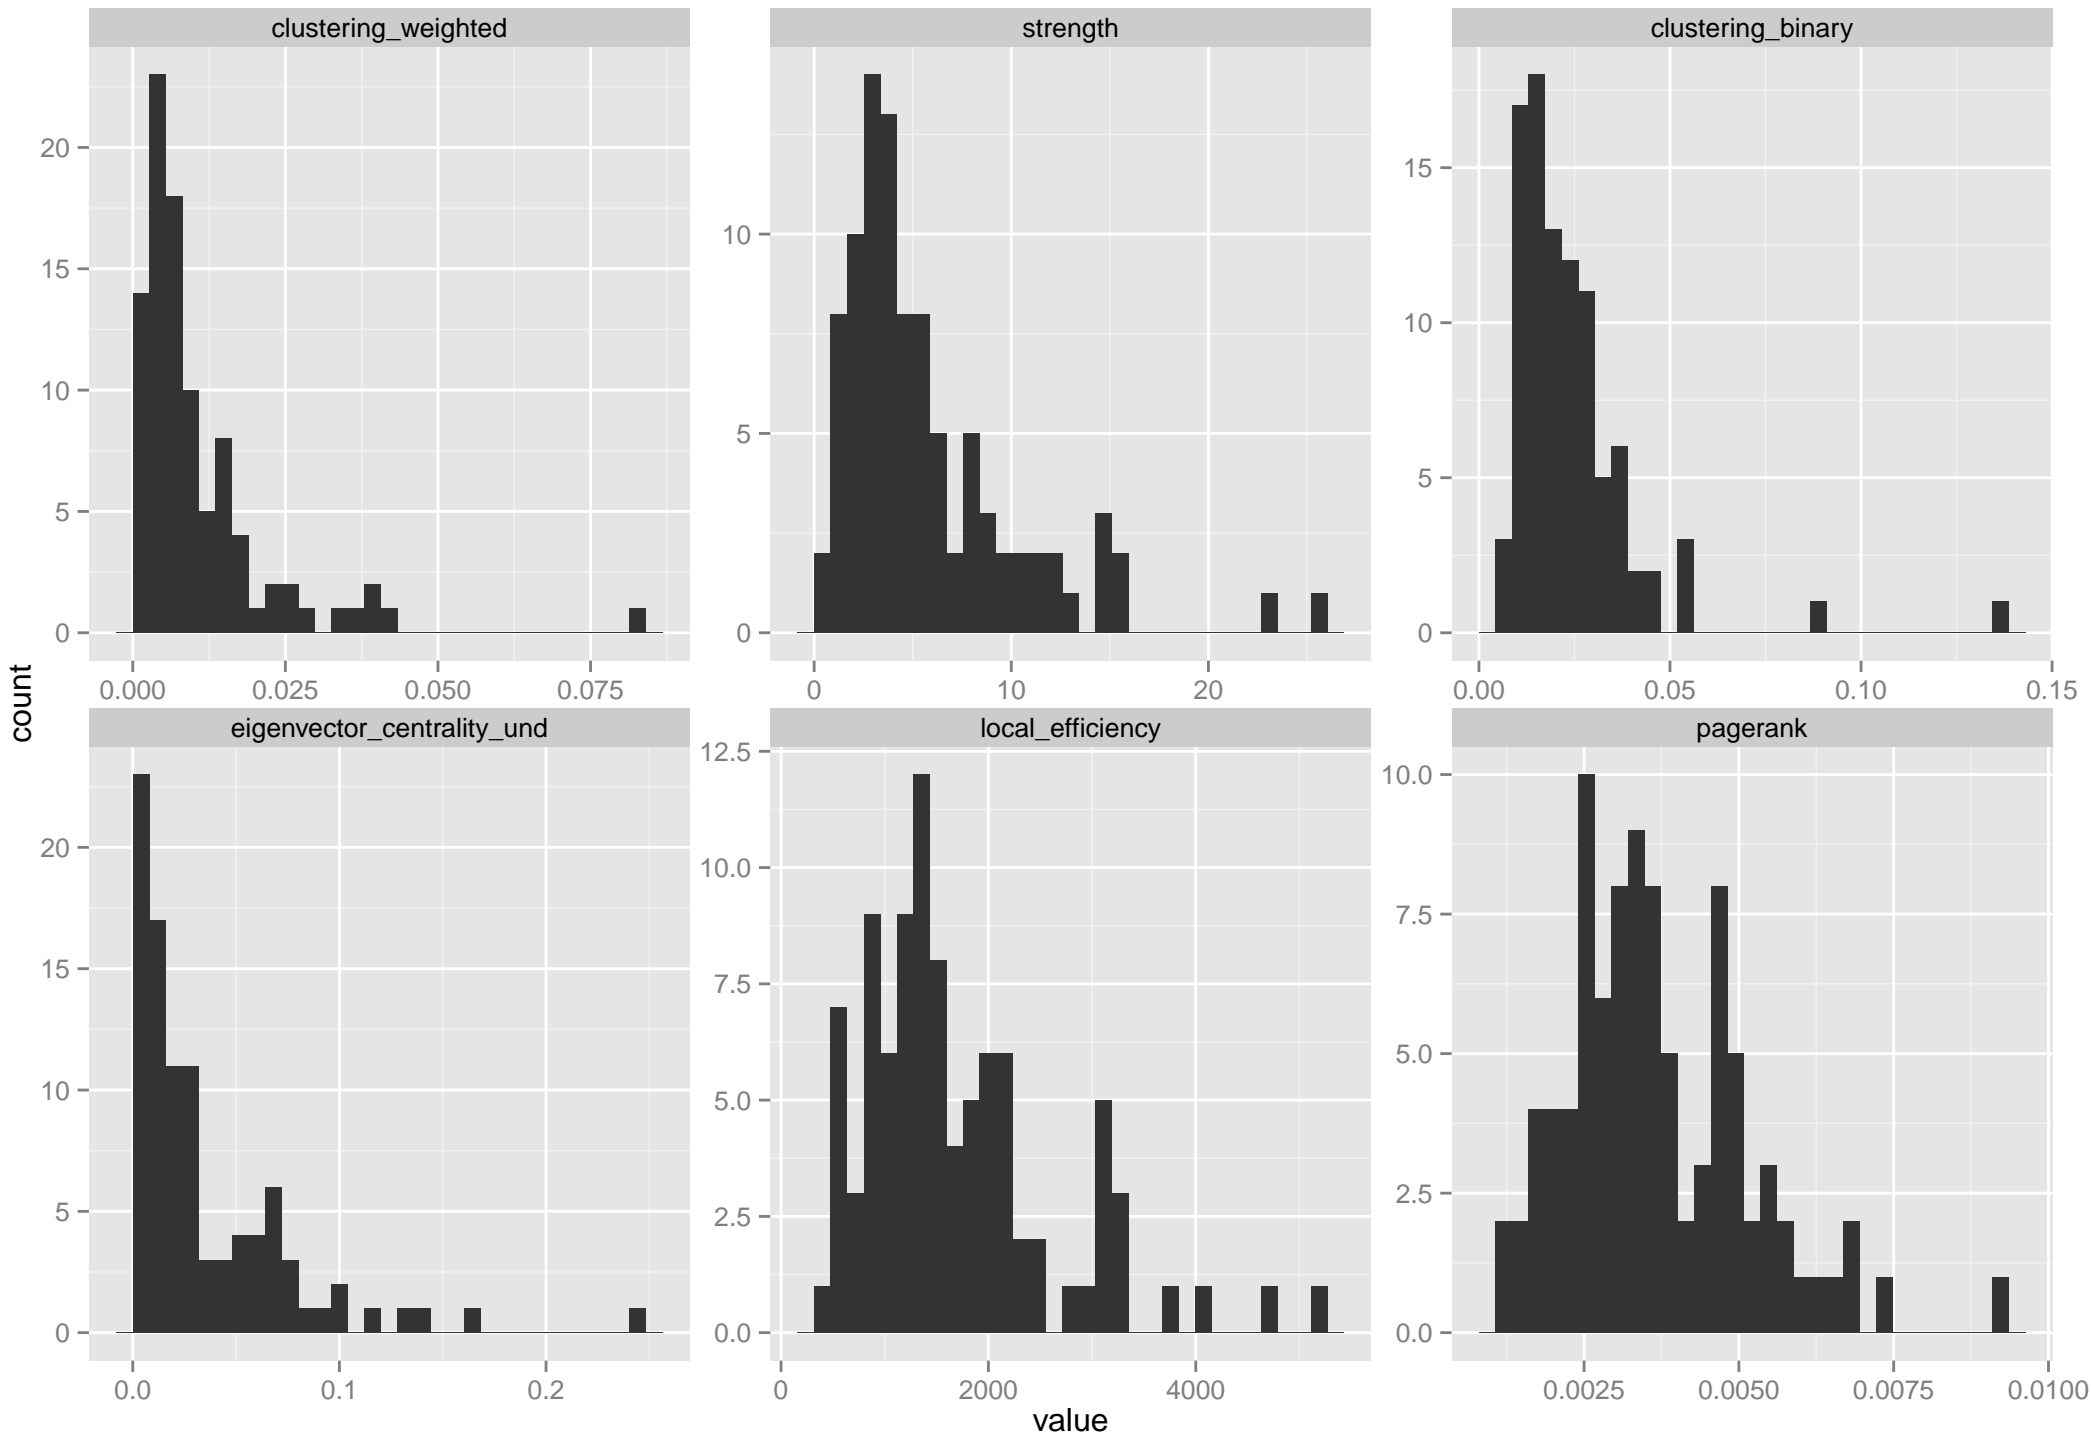 clustering_weighted
strength
clustering_binary
20
15
10
5
0
10
5
0
15
10
5
0
0.000 0.025 0.050 0.075
0 10 20
0.00 0.05 0.10 0.15
count
eigenvector_centrality_und
local_efficiency
pagerank
20
15
10
5
0
12.5
10.0
7.5
5.0
2.5
0.0
10.0
7.5
5.0
2.5
0.0
0.0 0.1 0.2
0 2000 4000
0.0025 0.0050 0.0075 0.0100
value